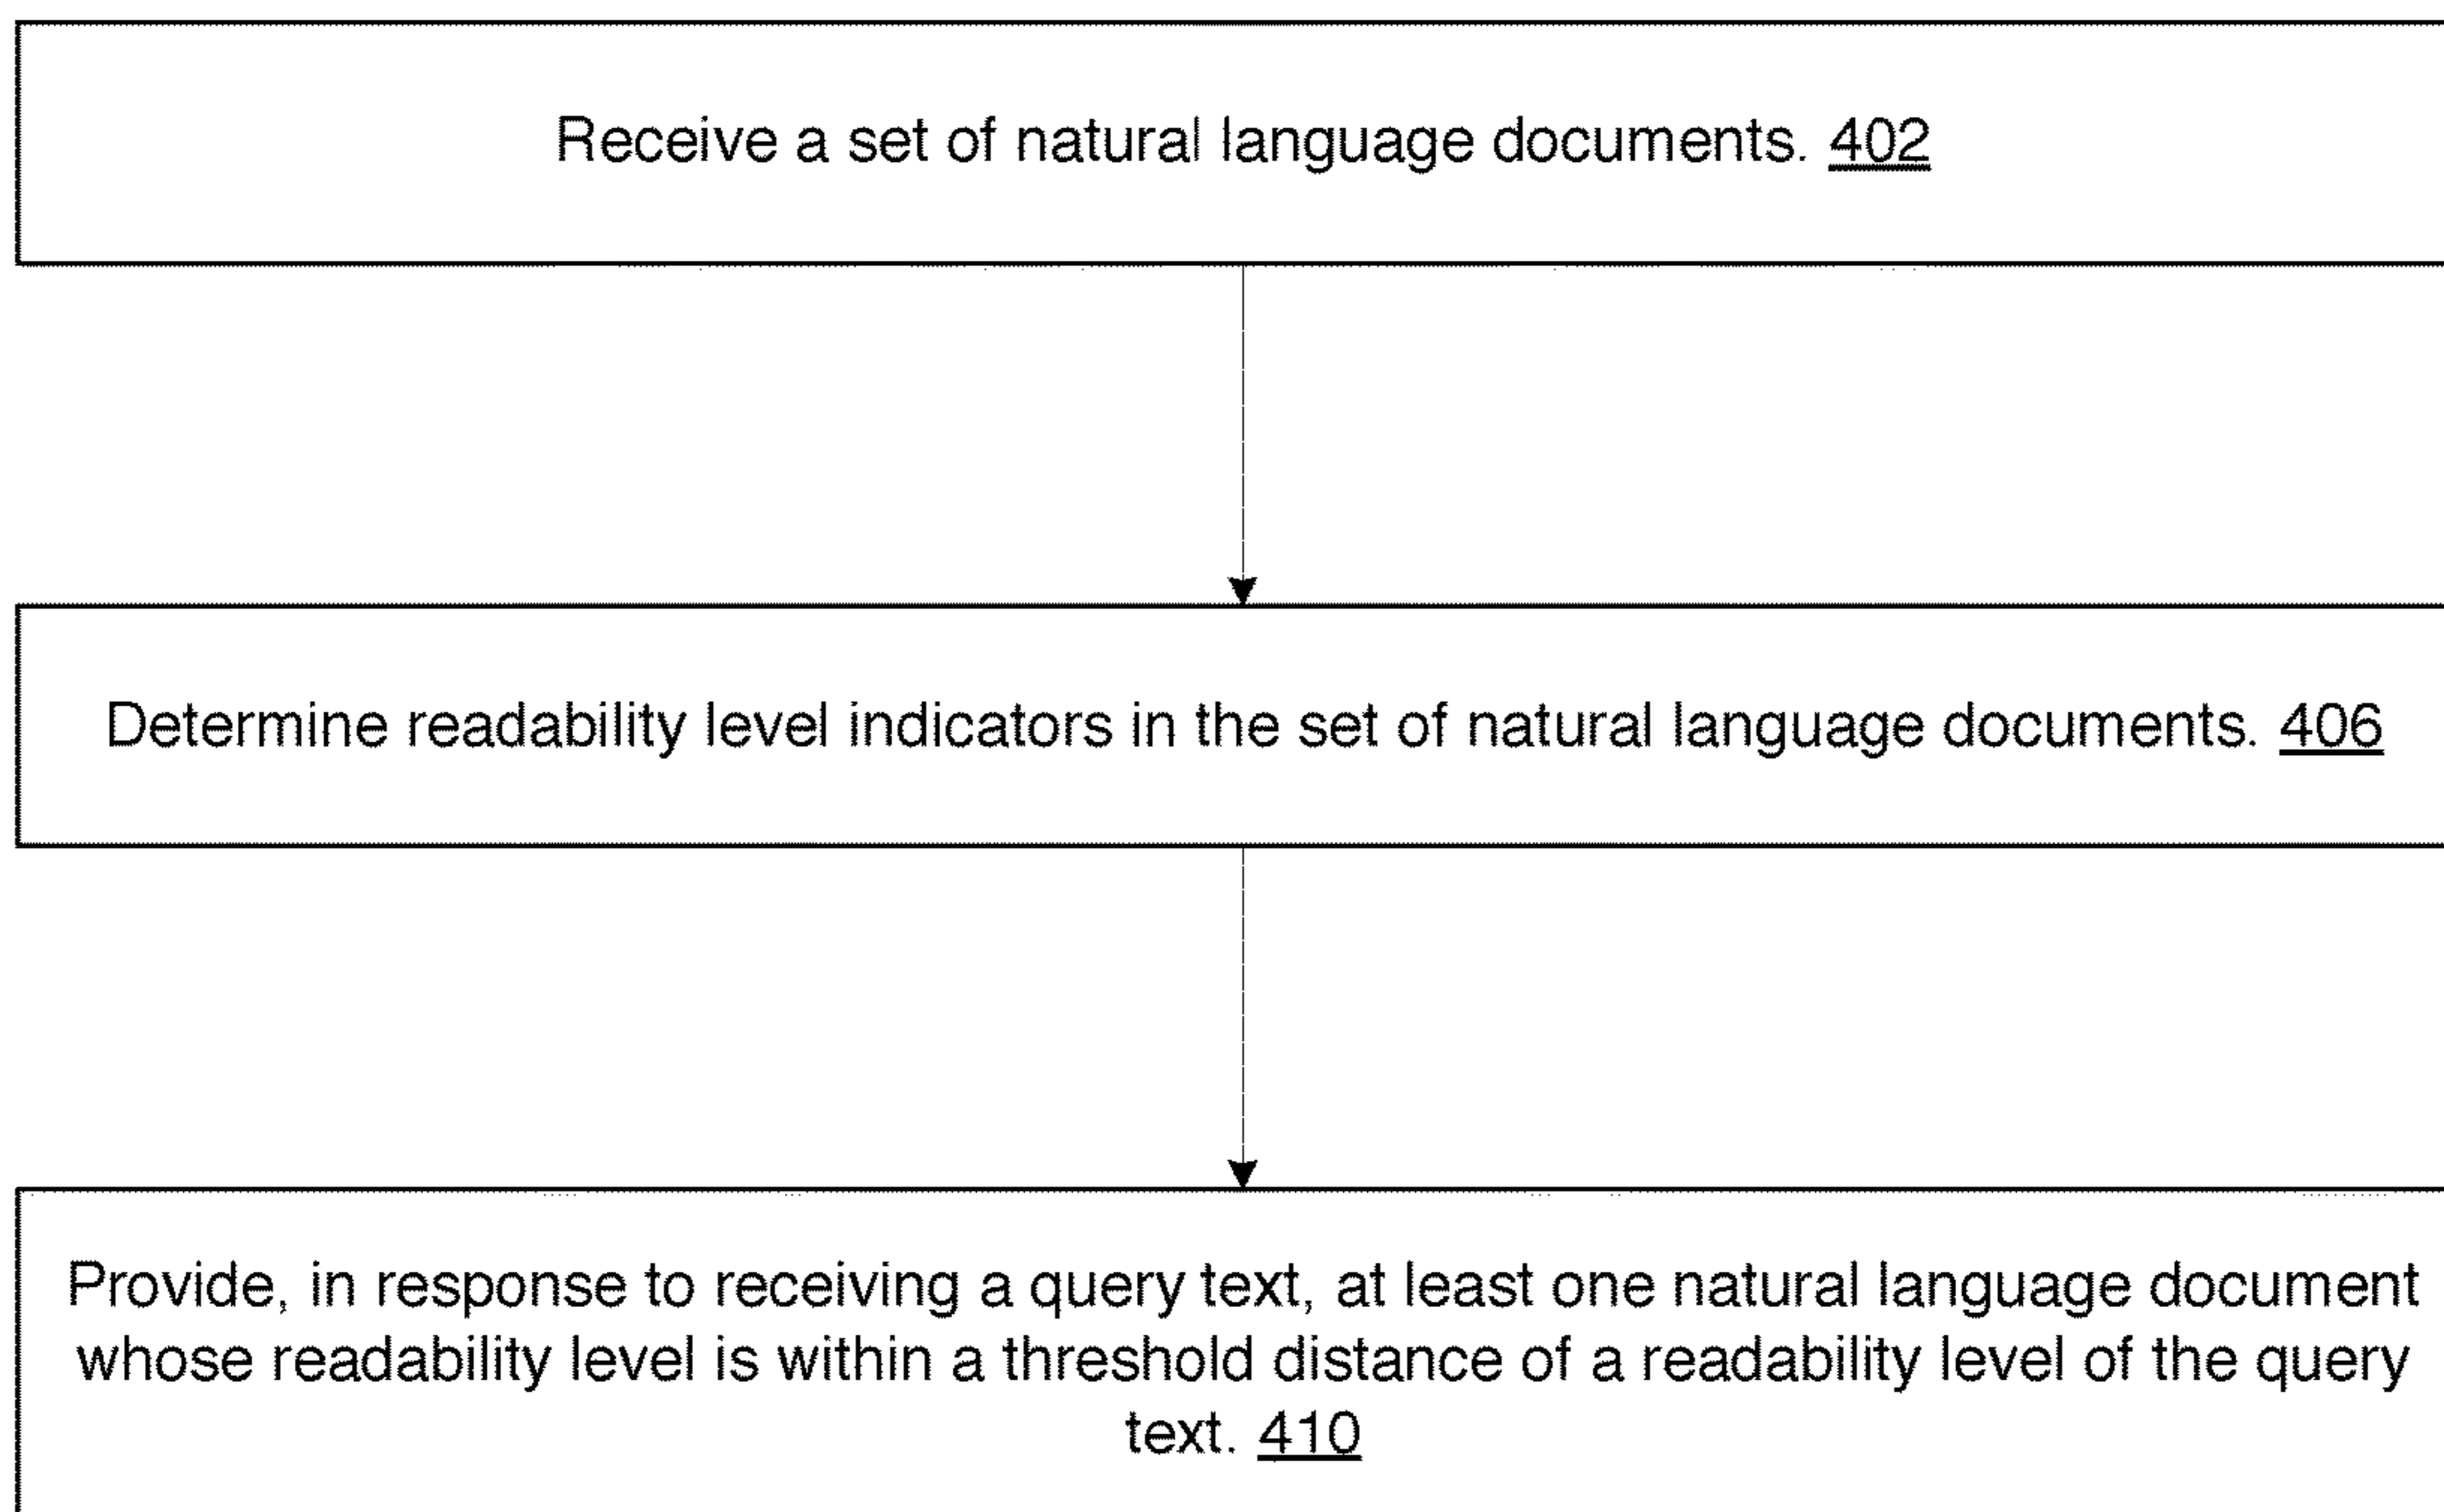 Receive a set of natural language documents. 402
Determine readability level indicators in the set of natural language documents. 406
Provide, in response to receiving a query text, at least one natural language document
whose readability level is within a threshold distance of a readability level of the query
text. 410